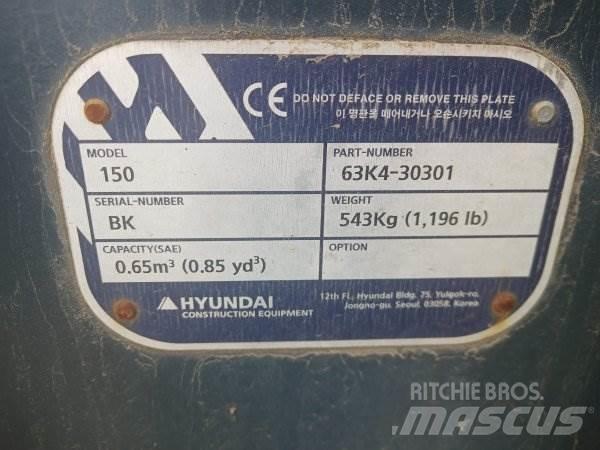 CE DO NOT DEFACE OR REMOVE THIS PLATE
이 명판을 떼어내거나 오손시키지 마시오
MODEL
150
PART-NUMBER
63K4-30301
SERIAL-NUMBER
BK
WEIGHT
543Kg (1,196 lb)
CAPACITY(SAE)
0.65m³ (0.85 yd³)
OPTION
HYUNDAI
CONSTRUCTION EQUIPMENT
12th Fl., Hyundai Bldg. 75, Yulgok-ro,
Jongno-gu, Seoul, 03058, Korea
RITCHIE BROS.
MASCUS